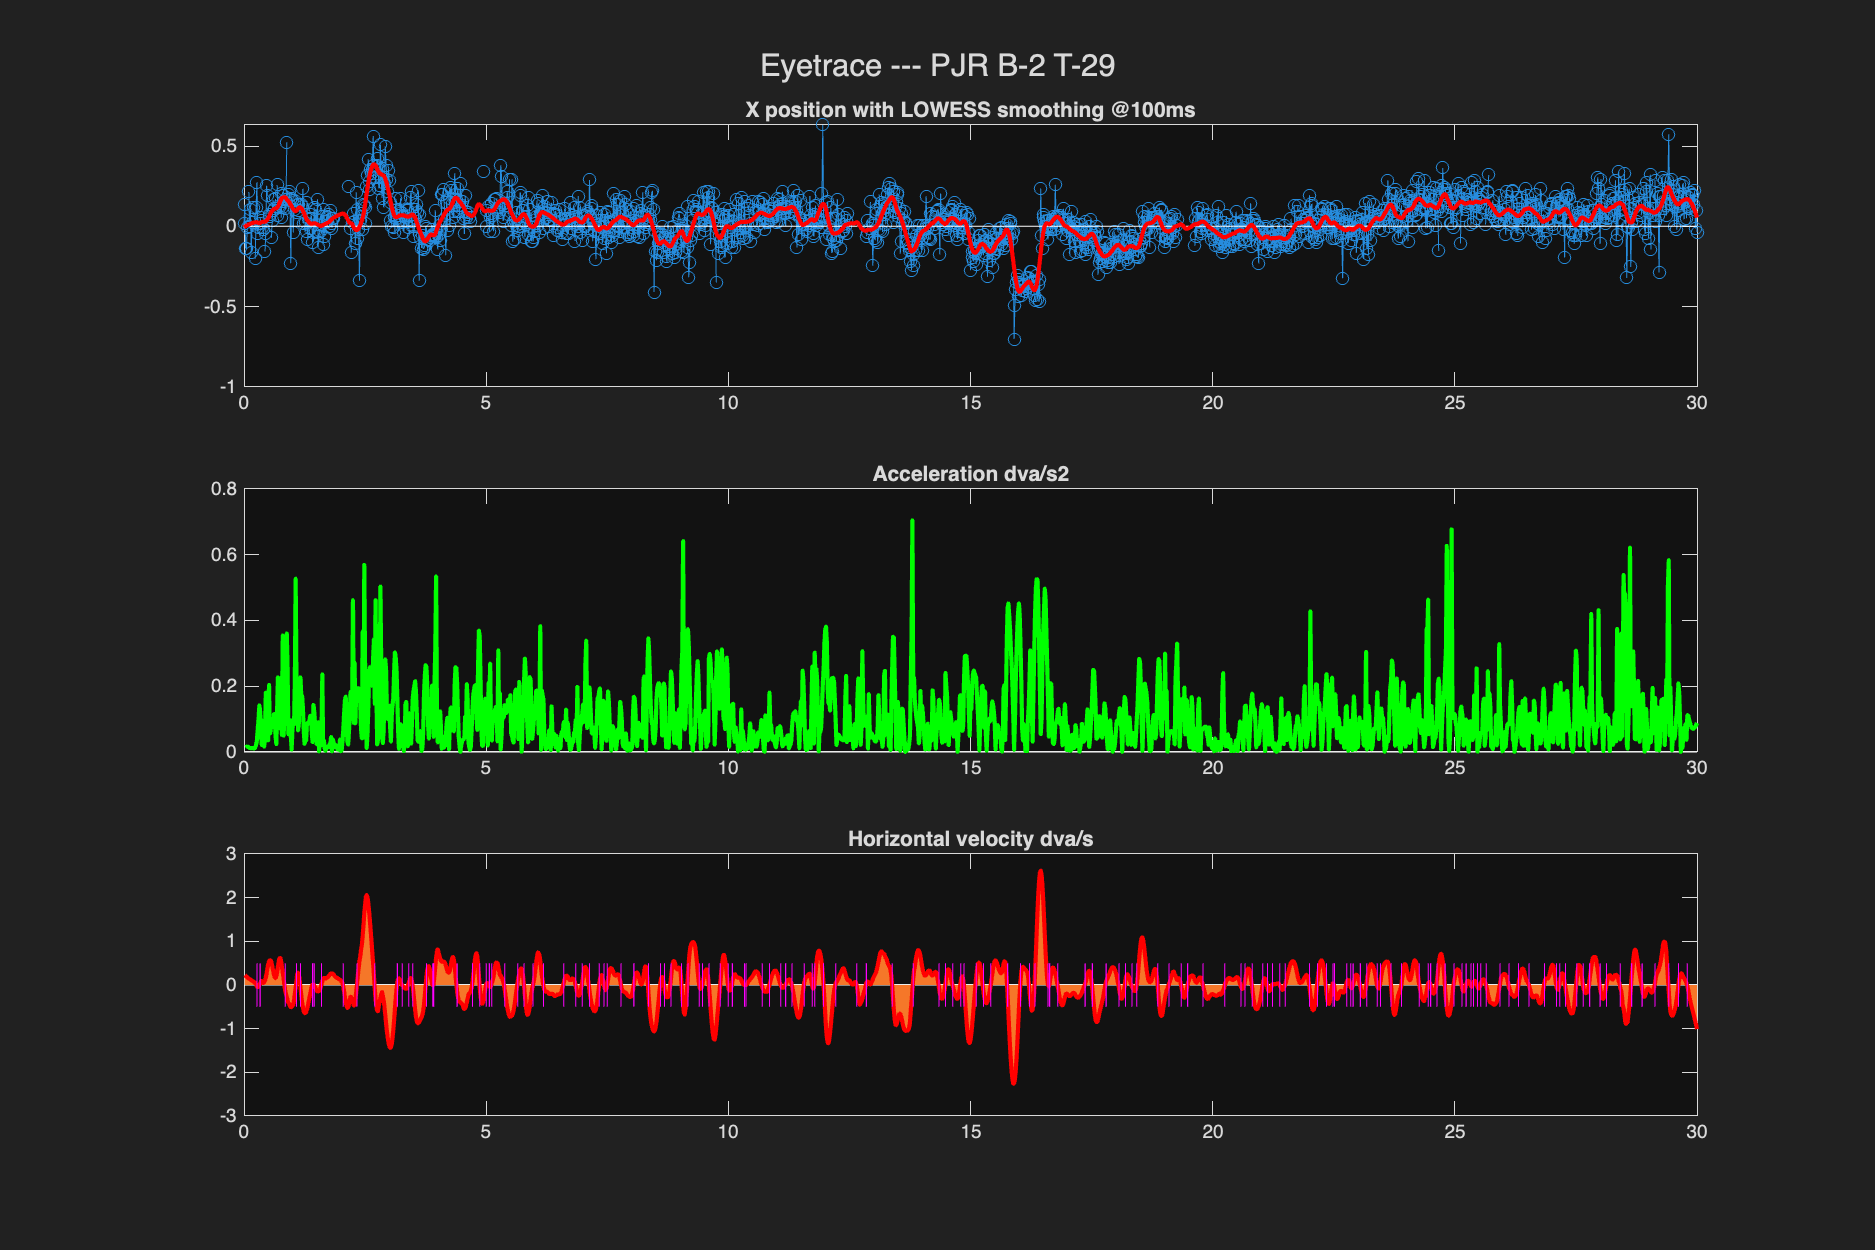 Eyetrace --- PJR B-2 T-29
X position with LOWESS smoothing @100ms
0.5
0
-0.5
-1
0 5 10 15 20 25 30
Acceleration dva/s2
0.8
0.6
0.4
0.2
0
0 5 10 15 20 25 30
Horizontal velocity dva/s
3
2
1
0
-1
-2
-3
0 5 10 15 20 25 30